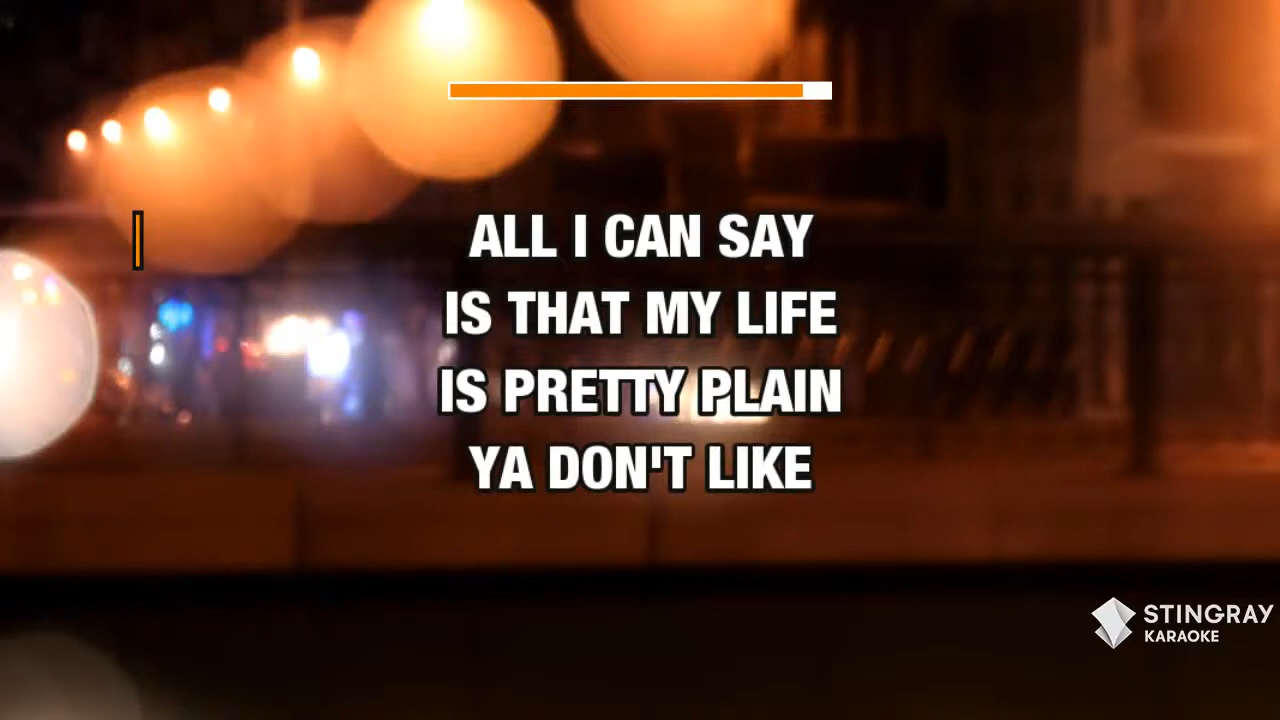 ALL I CAN SAY
IS THAT MY LIFE
IS PRETTY PLAIN
YA DON'T LIKE
STINGRAY
KARAOKE